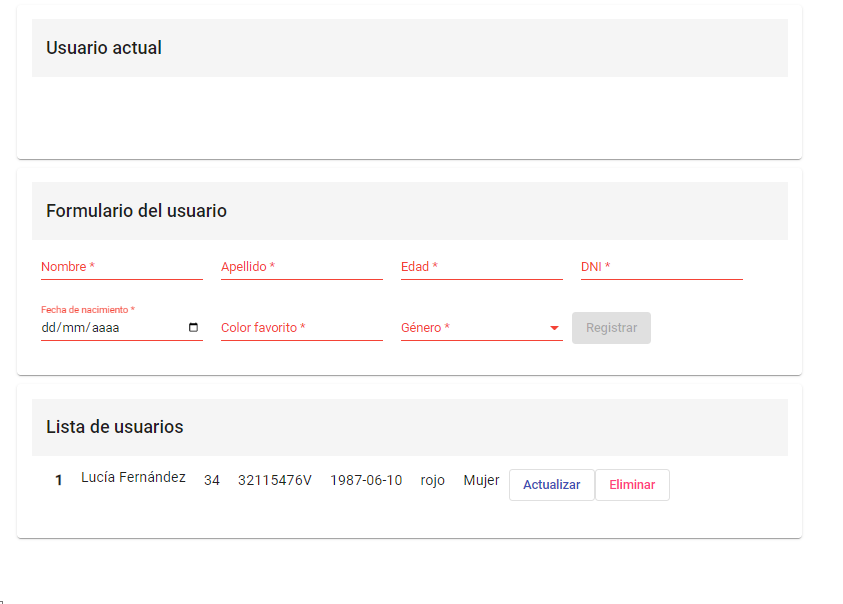 Usuario actual
Formulario del usuario
Nombre * Apellido * Edad * DNI *
Fecha de nacimiento *
dd/mm/aaaa Color favorito * Género * Registrar
Lista de usuarios
1 Lucía Fernández 34 32115476V 1987-06-10 rojo Mujer Actualizar Eliminar